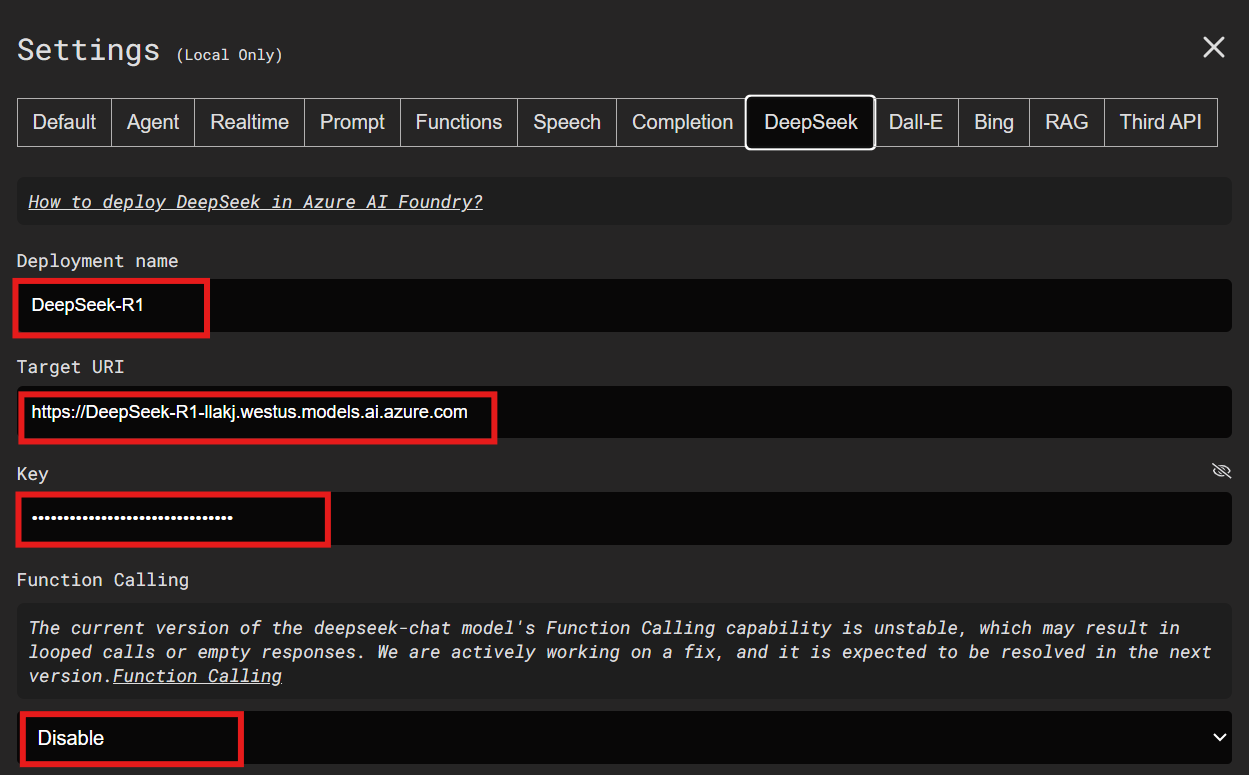 Settings (Local Only)
Default Agent Realtime Prompt Functions Speech Completion DeepSeek Dall-E Bing RAG Third API
How to deploy DeepSeek in Azure AI Foundry?
Deployment name
DeepSeek-R1
Target URI
https://DeepSeek-R1-llakj.westus.models.ai.azure.com
Key
••••••••••••••••••••••••••••••••
Function Calling
The current version of the deepseek-chat model's Function Calling capability is unstable, which may result in
looped calls or empty responses. We are actively working on a fix, and it is expected to be resolved in the next
version.Function Calling
Disable